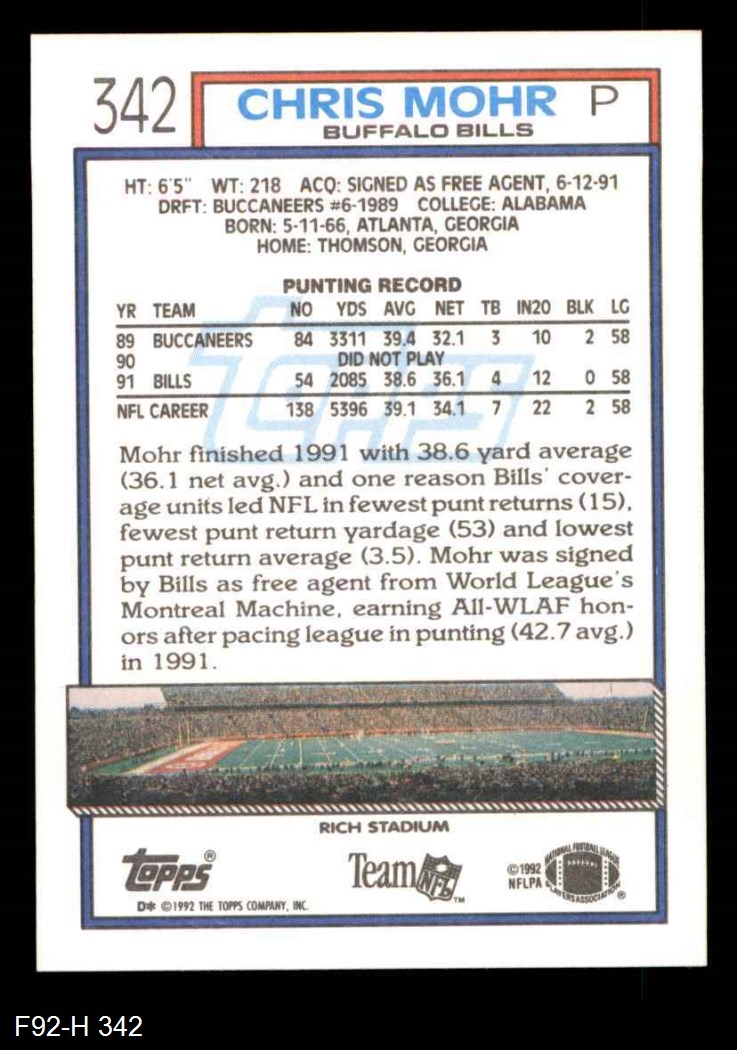 342
CHRIS MOHR P
BUFFALO BILLS
HT: 6'5" WT: 218 ACQ: SIGNED AS FREE AGENT, 6-12-91
DRFT: BUCCANEERS #6-1989 COLLEGE: ALABAMA
BORN: 5-11-66, ATLANTA, GEORGIA
HOME: THOMSON, GEORGIA
PUNTING RECORD
YR TEAM NO YDS AVG NET TB IN20 BLK LG
89 BUCCANEERS 84 3311 39.4 32.1 3 10 2 58
90 DID NOT PLAY
91 BILLS 54 2085 38.6 36.1 4 12 0 58
NFL CAREER 138 5396 39.1 34.1 7 22 2 58
topps
Mohr finished 1991 with 38.6 yard average
(36.1 net avg.) and one reason Bills' cover-
age units led NFL in fewest punt returns (15),
fewest punt return yardage (53) and lowest
punt return average (3.5). Mohr was signed
by Bills as free agent from World League's
Montreal Machine, earning All-WLAF hon-
ors after pacing league in punting (42.7 avg.)
in 1991.
RICH STADIUM
topps®
Team NFL™
©1992
NFLPA
NATIONAL FOOTBALL LEAGUE
PLAYERS ASSOCIATION®
D* ©1992 THE TOPPS COMPANY, INC.
F92-H 342